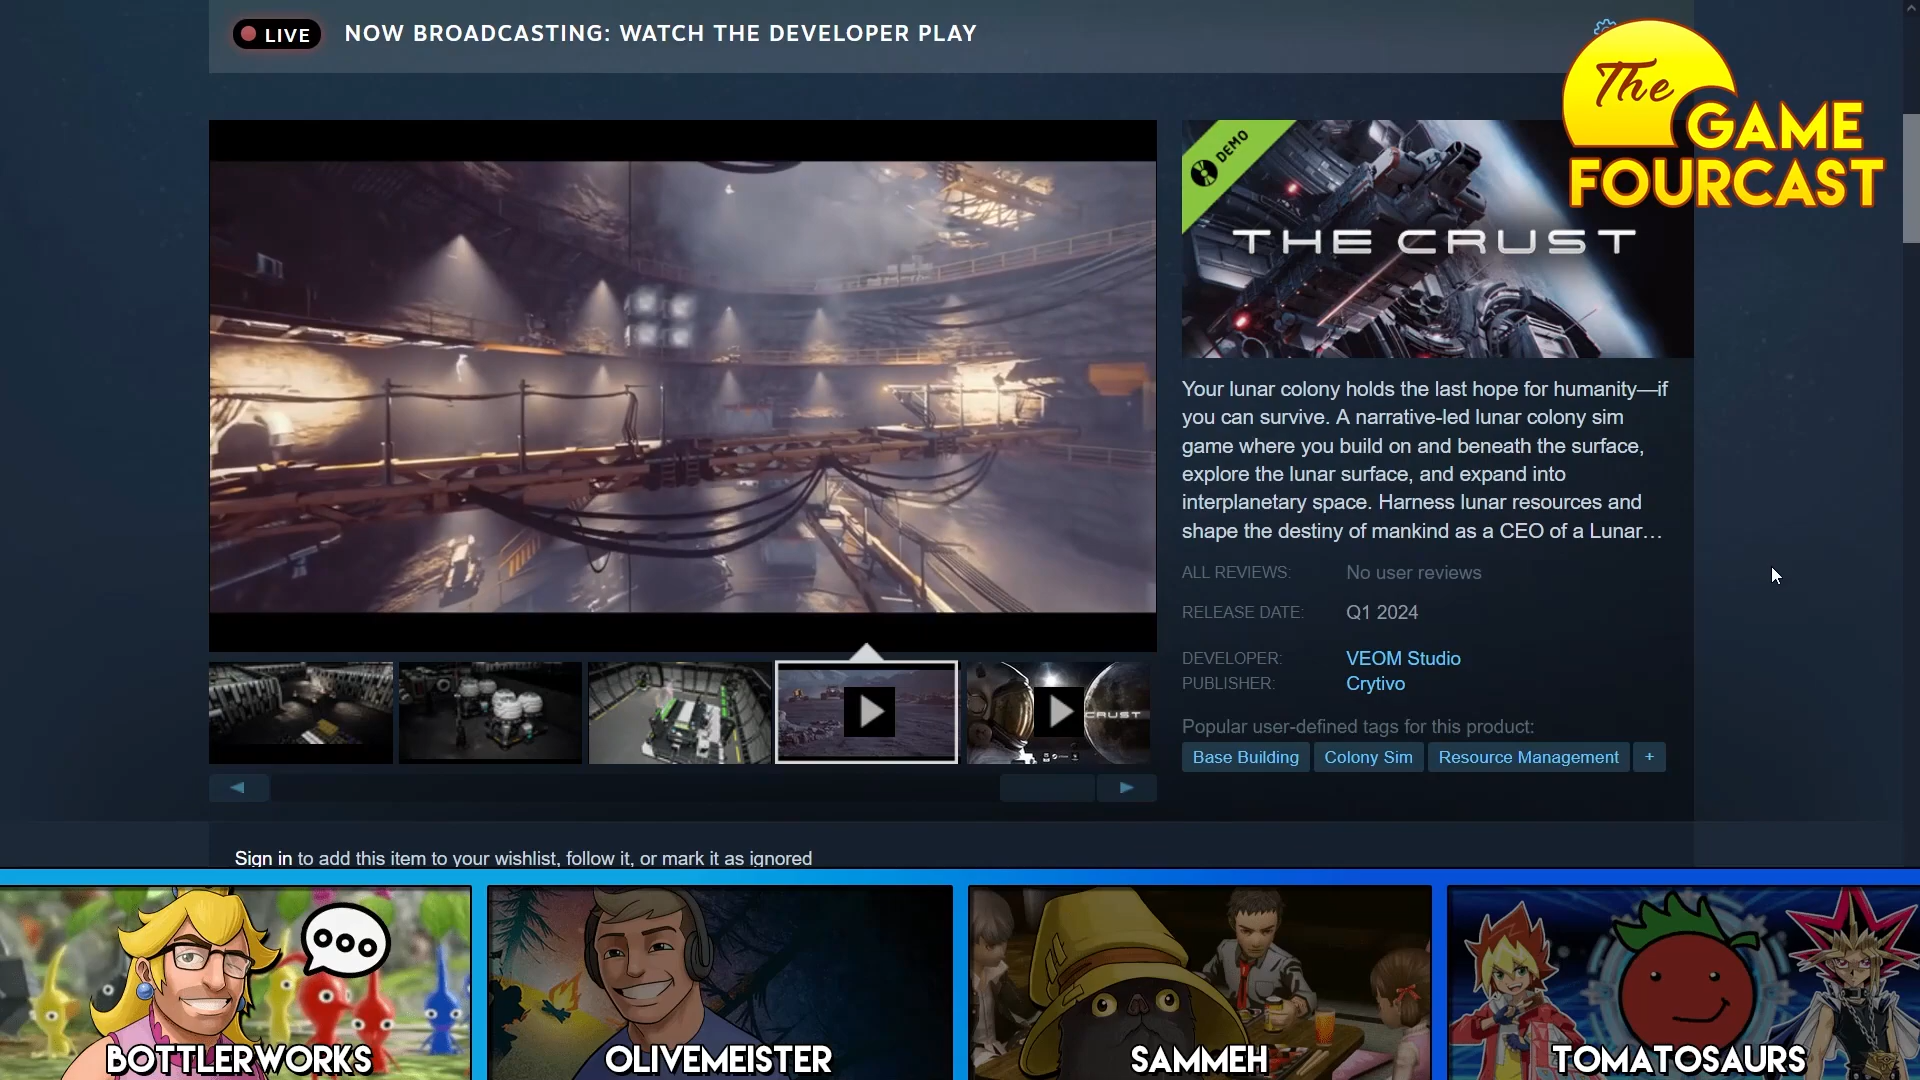 LIVE
NOW BROADCASTING: WATCH THE DEVELOPER PLAY
The
GAME
FOURCAST
DEMO
THE CRUST
Your lunar colony holds the last hope for humanity—if
you can survive. A narrative-led lunar colony sim
game where you build on and beneath the surface,
explore the lunar surface, and expand into
interplanetary space. Harness lunar resources and
shape the destiny of mankind as a CEO of a Lunar…
ALL REVIEWS: No user reviews
RELEASE DATE: Q1 2024
DEVELOPER: VEOM Studio
PUBLISHER: Crytivo
Popular user-defined tags for this product:
Base Building Colony Sim Resource Management +
CRUST
Sign in to add this item to your wishlist, follow it, or mark it as ignored
BOTTLERWORKS
OLIVEMEISTER
SAMMEH
TOMATOSAURS